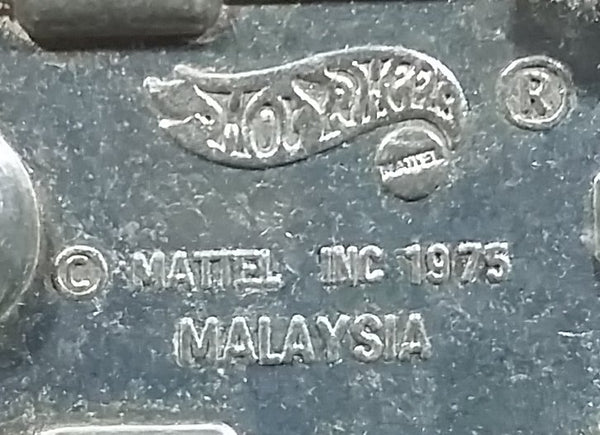 HOT WHEELS
®
MATTEL
© MATTEL INC 1975
MALAYSIA